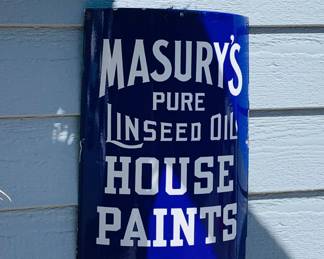 MASURY'S
PURE
LINSEED OIL
HOUSE
PAINTS